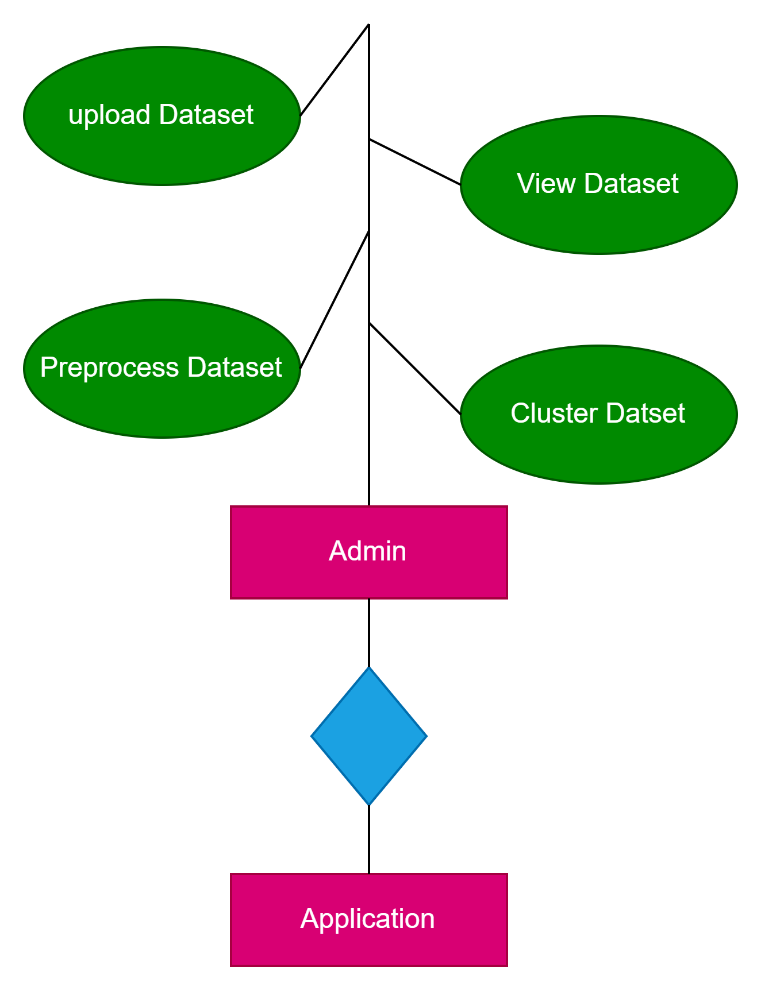 upload Dataset
View Dataset
Preprocess Dataset
Cluster Datset
Admin
Application